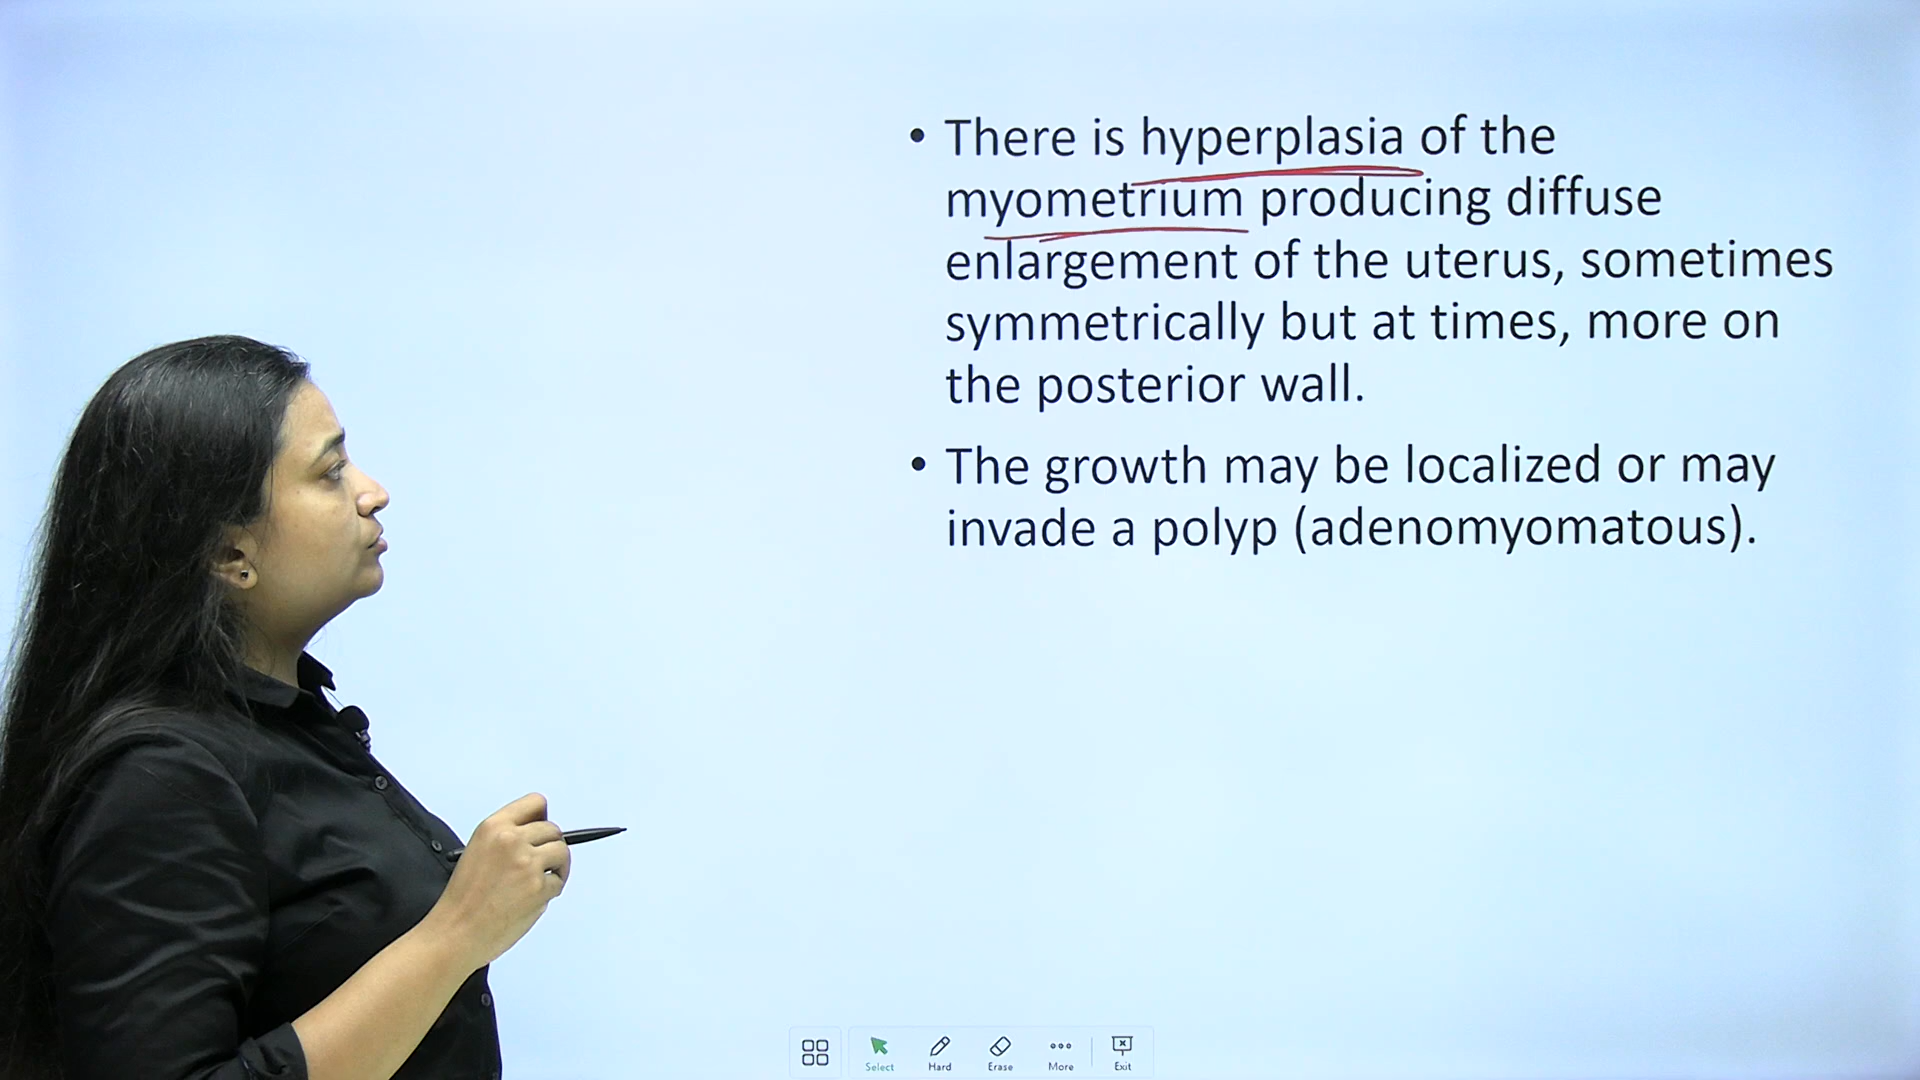 • There is hyperplasia of the
myometrium producing diffuse
enlargement of the uterus, sometimes
symmetrically but at times, more on
the posterior wall.
• The growth may be localized or may
invade a polyp (adenomyomatous).
Select Hard Erase More Exit